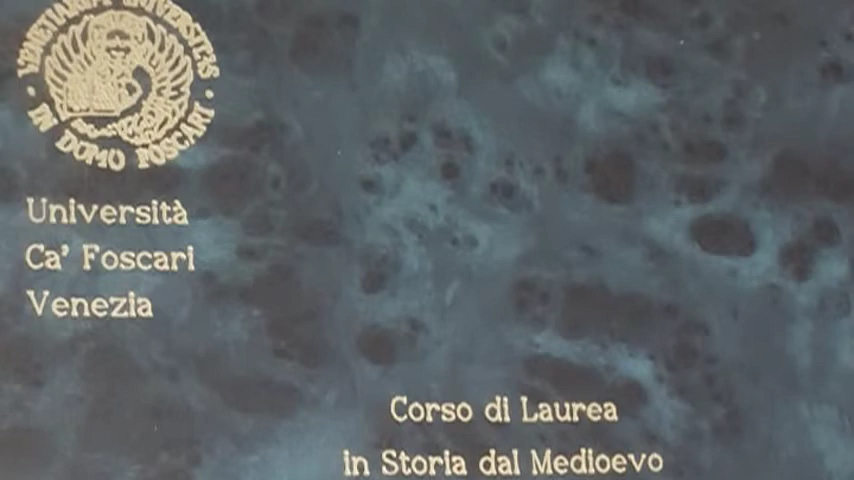 VENETIARUM UNIVERSITAS
IN DOMO FOSCARI
Università
Ca' Foscari
Venezia
Corso di Laurea
in Storia dal Medioevo